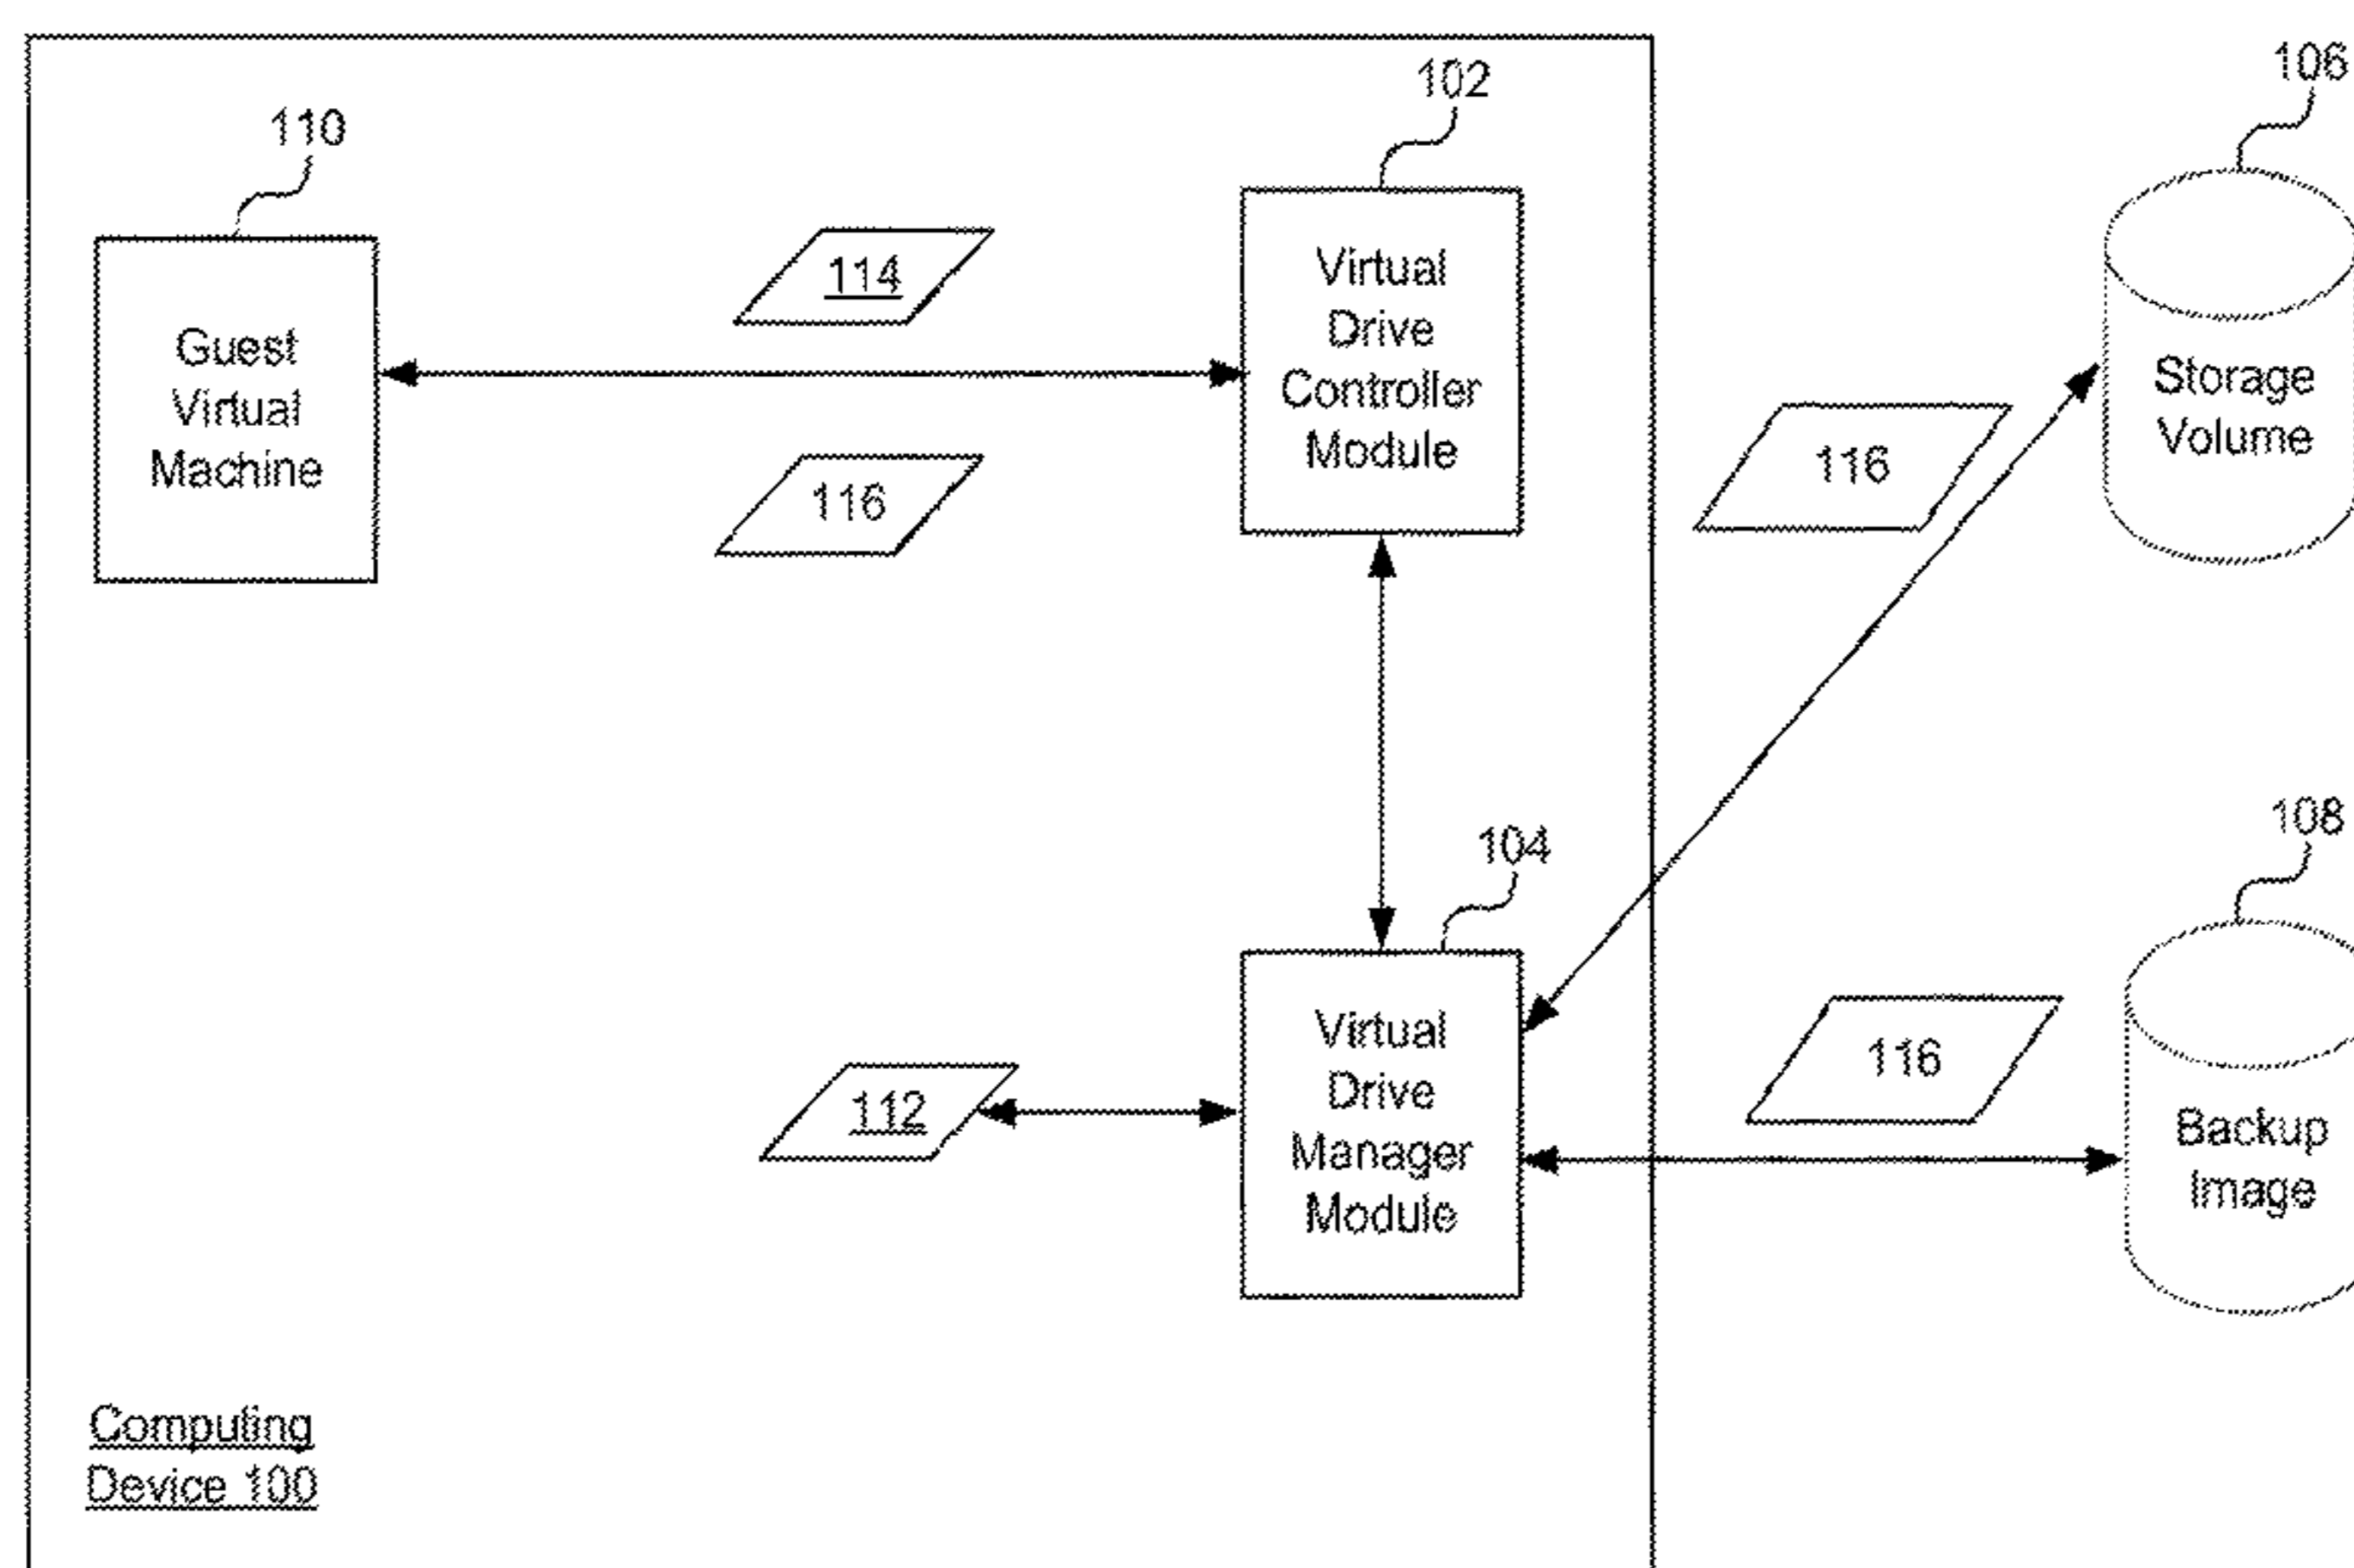 106
102
110
114
Virtual
Drive
Controller
Module
Guest
Virtual
Machine
Storage
Volume
116
116
108
104
Virtual
Drive
Manager
Module
116
112
Backup
Image
Computing
Device 100